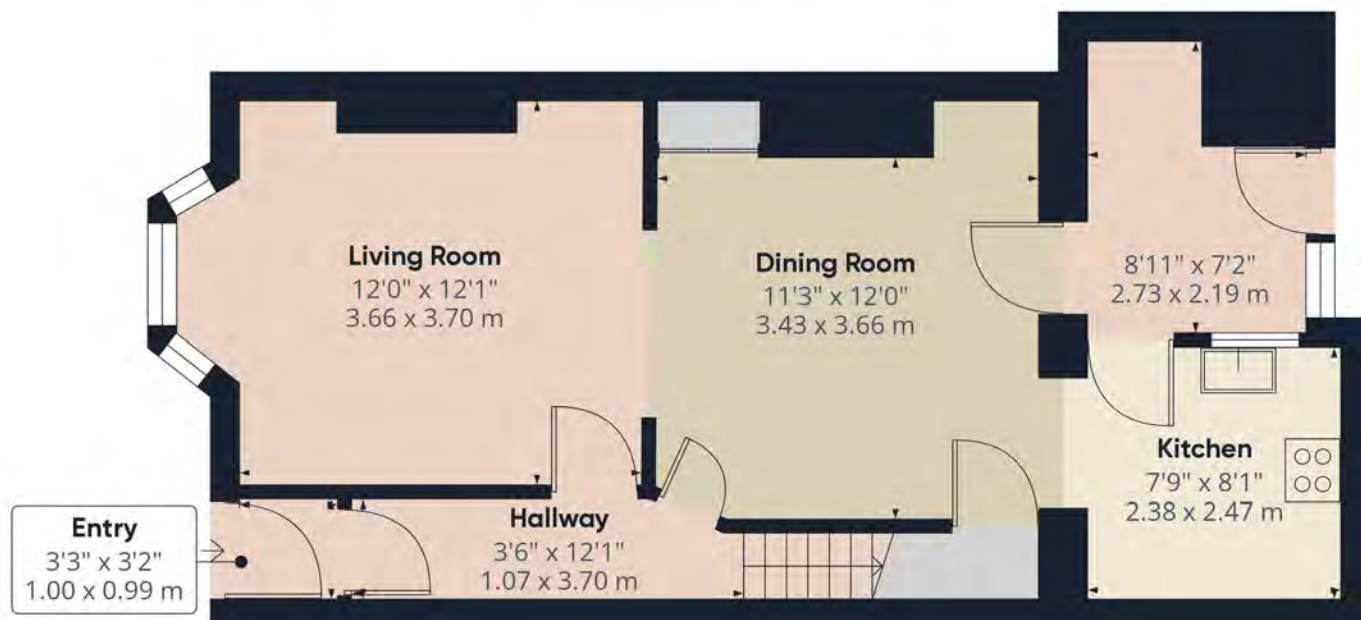 Living Room
12'0" x 12'1"
3.66 x 3.70 m
Dining Room
11'3" x 12'0"
3.43 x 3.66 m
8'11" x 7'2"
2.73 x 2.19 m
Kitchen
7'9" x 8'1"
2.38 x 2.47 m
Hallway
3'6" x 12'1"
1.07 x 3.70 m
Entry
3'3" x 3'2"
1.00 x 0.99 m